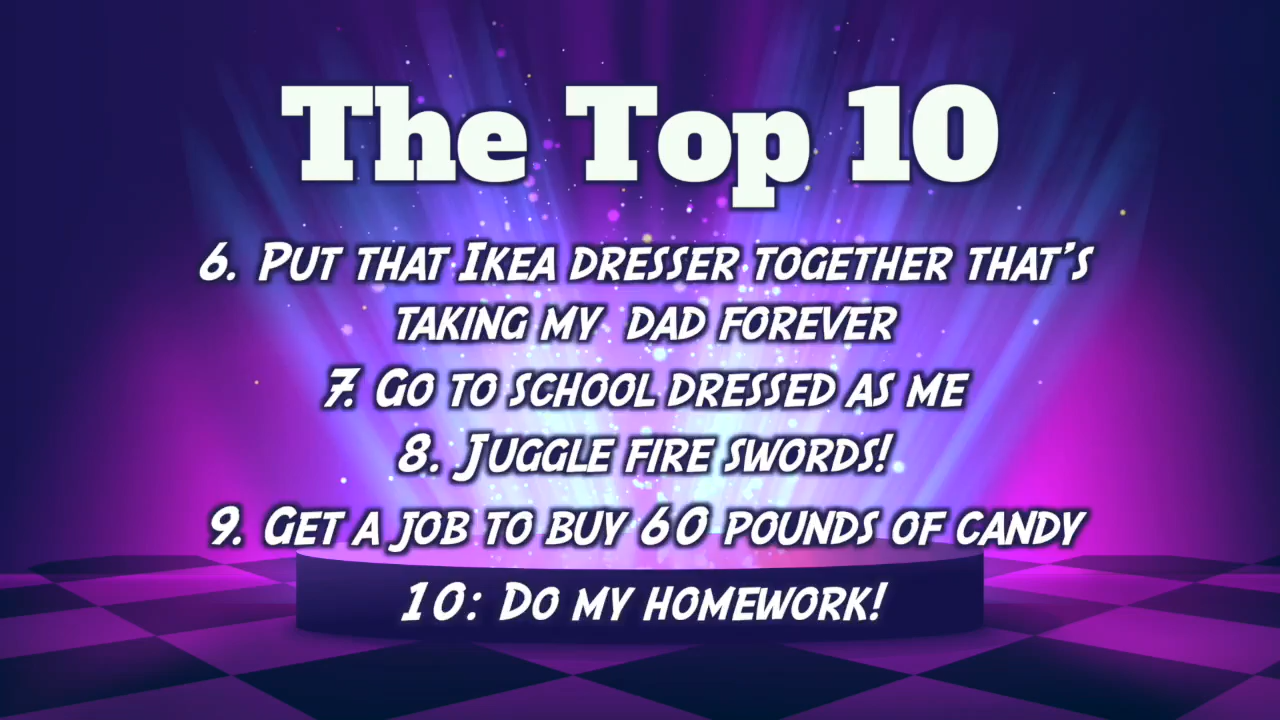 The Top 10
6. Put that Ikea dresser together that's
taking my dad forever
7. Go to school dressed as me
8. Juggle fire swords!
9. Get a job to buy 60 pounds of candy
10: Do my homework!